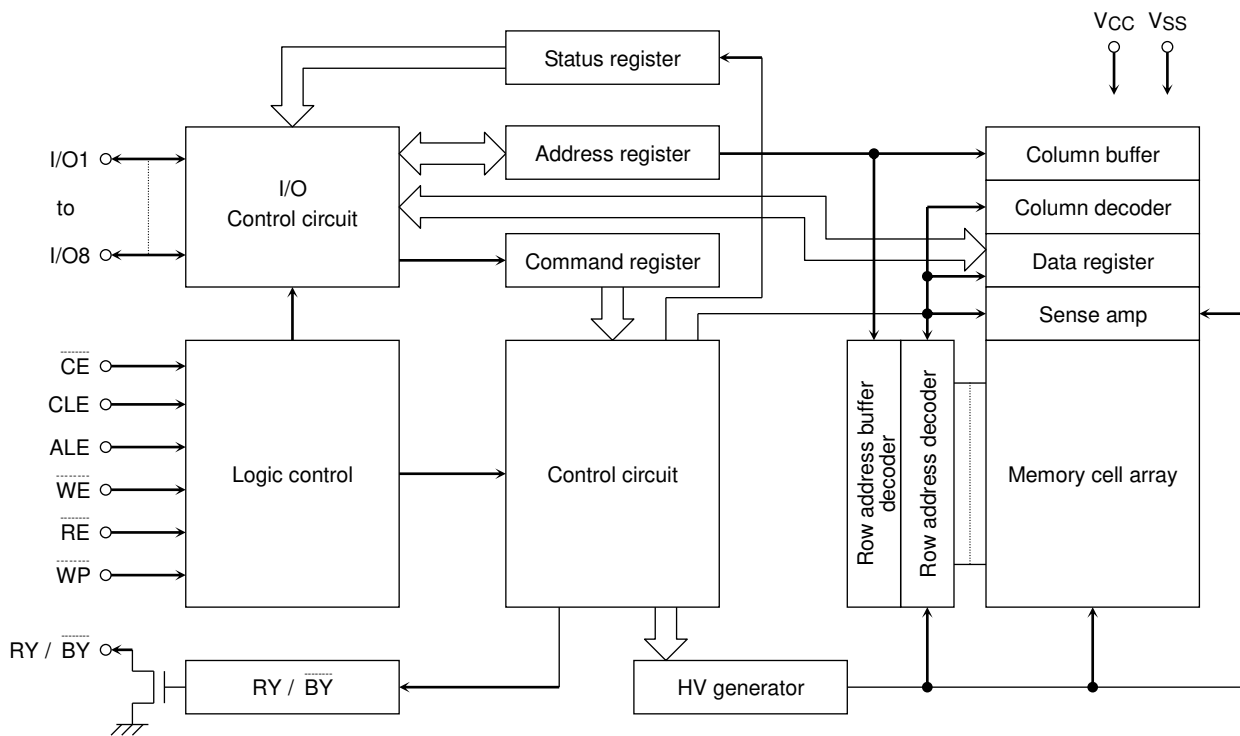 VCC VSS
Status register
I/O1
to
I/O8
I/O
Control circuit
Address register
Column buffer
Column decoder
Command register
Data register
Sense amp
CE
CLE
ALE
WE
RE
WP
Logic control
Control circuit
Row address buffer
decoder
Row address decoder
Memory cell array
RY / BY
RY / BY
HV generator